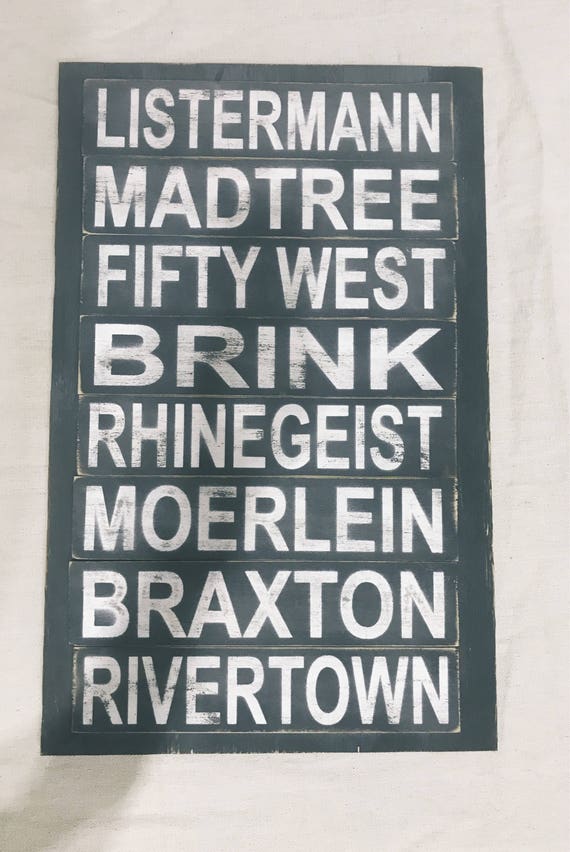 LISTERMANN
MADTREE
FIFTY WEST
BRINK
RHINEGEIST
MOERLEIN
BRAXTON
RIVERTOWN